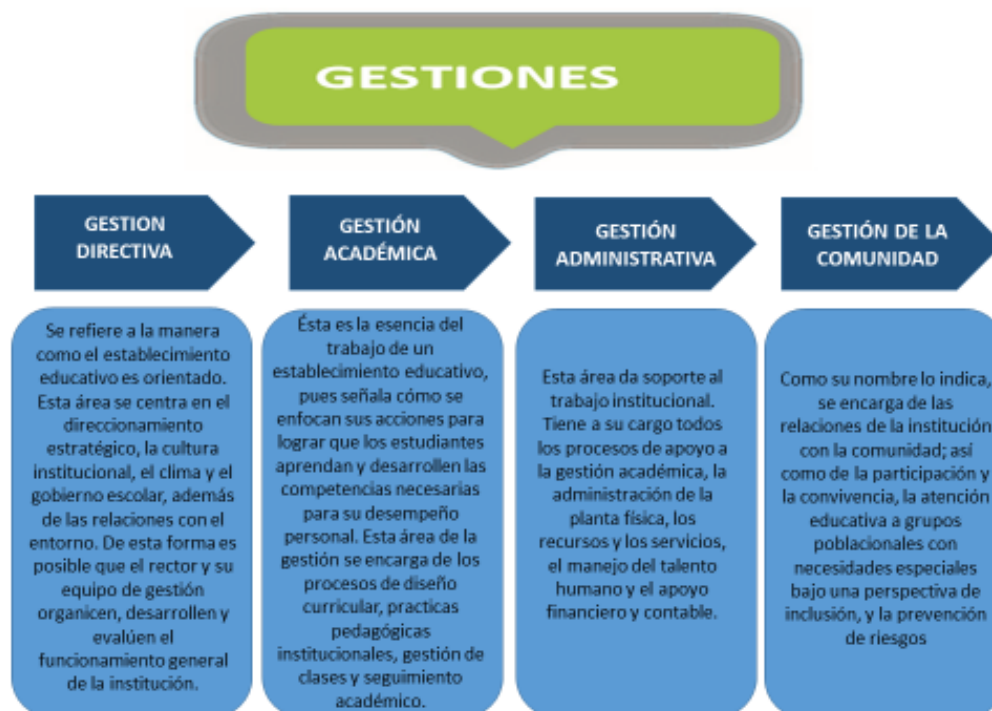 GESTIONES
GESTION
DIRECTIVA
Se refiere a la manera
como el establecimiento
educativo es orientado.
Esta área se centra en el
direccionamiento
estratégico, la cultura
institucional, el clima y el
gobierno escolar, además
de las relaciones con el
entorno. De esta forma es
posible que el rector y su
equipo de gestión
organicen, desarrollen y
evalúen el
funcionamiento general
de la institución.
GESTIÓN
ACADÉMICA
Ésta es la esencia del
trabajo de un
establecimiento educativo,
pues señala cómo se
enfocan sus acciones para
lograr que los estudiantes
aprendan y desarrollen las
competencias necesarias
para su desempeño
personal. Esta área de la
gestión se encarga de los
procesos de diseño
curricular, practicas
pedagógicas
institucionales, gestión de
clases y seguimiento
académico.
GESTIÓN
ADMINISTRATIVA
Esta área da soporte al
trabajo institucional.
Tiene a su cargo todos
los procesos de apoyo a
la gestión académica, la
administración de la
planta física, los
recursos y los servicios,
el manejo del talento
humano y el apoyo
financiero y contable.
GESTIÓN DE LA
COMUNIDAD
Como su nombre lo indica,
se encarga de las
relaciones de la institución
con la comunidad; así
como de la participación y
la convivencia, la atención
educativa a grupos
poblacionales con
necesidades especiales
bajo una perspectiva de
inclusión, y la prevención
de riesgos